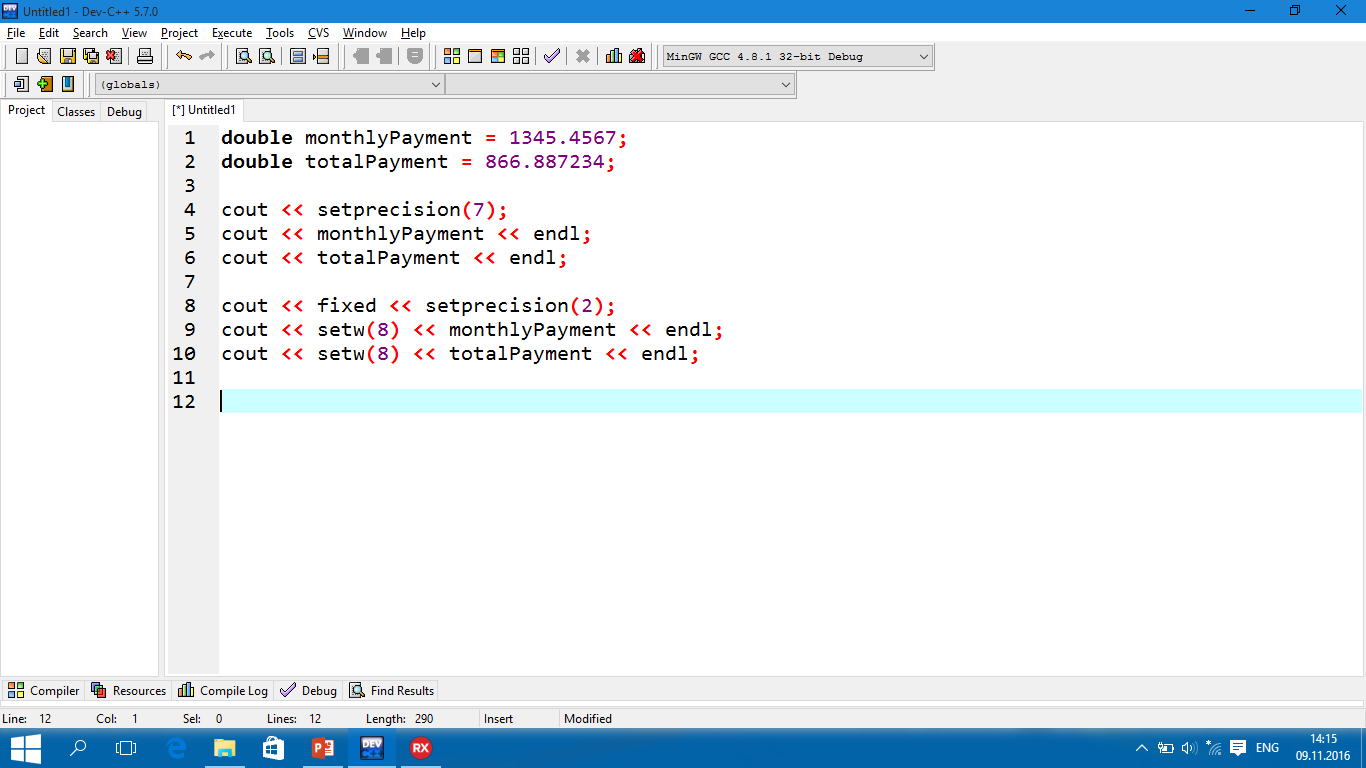 Untitled1 - Dev-C++ 5.7.0
File Edit Search View Project Execute Tools CVS Window Help
MinGW GCC 4.8.1 32-bit Debug
(globals)
Project Classes Debug [*] Untitled1
1 double monthlyPayment = 1345.4567;
2 double totalPayment = 866.887234;
3
4 cout << setprecision(7);
5 cout << monthlyPayment << endl;
6 cout << totalPayment << endl;
7
8 cout << fixed << setprecision(2);
9 cout << setw(8) << monthlyPayment << endl;
10 cout << setw(8) << totalPayment << endl;
11
12
Compiler Resources Compile Log Debug Find Results
Line: 12 Col: 1 Sel: 0 Lines: 12 Length: 290 Insert Modified
DEV C++ RX ENG 14:15
09.11.2016